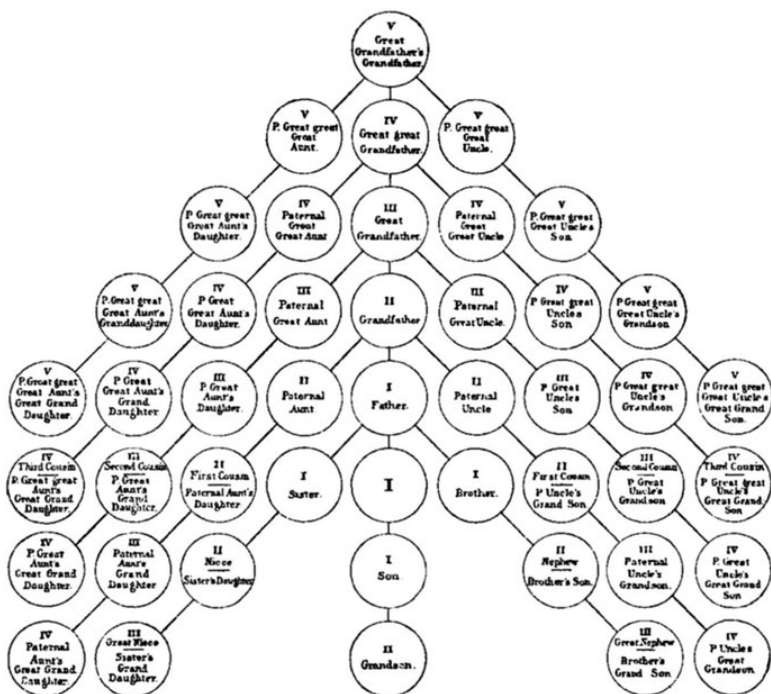 V
Great
Grandfather's
Grandfather.
V
P. Great great
Great
Aunt.
IV
Great great
Grandfather.
V
P. Great great
Great
Uncle.
V
P Great great
Great Aunt's
Daughter.
IV
Paternal
Great
Great Aunt
III
Great
Grandfather.
IV
Paternal
Great
Great Uncle
V
P. Great great
Great Uncles
Son.
V
P. Great great
Great Aunt's
Granddaughter.
IV
P. Great
Great Aunt's
Daughter.
III
Paternal
Great Aunt
II
Grandfather
III
Paternal
Great Uncle.
IV
P Great great
Uncles
Son
V
P Great great
Great Uncle's
Grandson
V
P Great great
Great Aunt's
Great Grand
Daughter.
IV
P Great
Great Aunt's
Grand
Daughter.
III
P Great
Aunt's
Daughter.
II
Paternal
Aunt
I
Father.
II
Paternal
Uncle
III
P Great
Uncles
Son
IV
P Great great
Uncle's
Grandson
V
P Great great
Great Uncle's
Great Grand
Son.
IV
Third Cousin
P. Great great
Aunt's
Great Grand
Daughter.
III
Second Cousin
P Great
Aunt's
Grand
Daughter.
II
First Cousin
Paternal Aunt's
Daughter
I
Sister.
I
I
Brother.
II
First Cousin
P Uncle's
Grand Son
III
Second Cousin
P Great
Uncle's
Grandson
IV
Third Cousin
P Great great
Uncle's
Great Grand
Son
IV
P Great
Aunt's
Great Grand
Daughter.
III
Paternal
Aunt's
Grand
Daughter
II
Niece
Sister's Daughter
I
Son
II
Nephew
Brother's Son.
III
Paternal
Uncle's
Grandson.
IV
P. Great
Uncle's
Great Grand
Son
IV
Paternal
Aunt's
Great Grand
Daughter.
III
Great Niece
Sister's
Grand
Daughter
II
Grandson.
III
Great Nephew
Brother's
Grand Son
IV
P Uncles
Great
Grandson